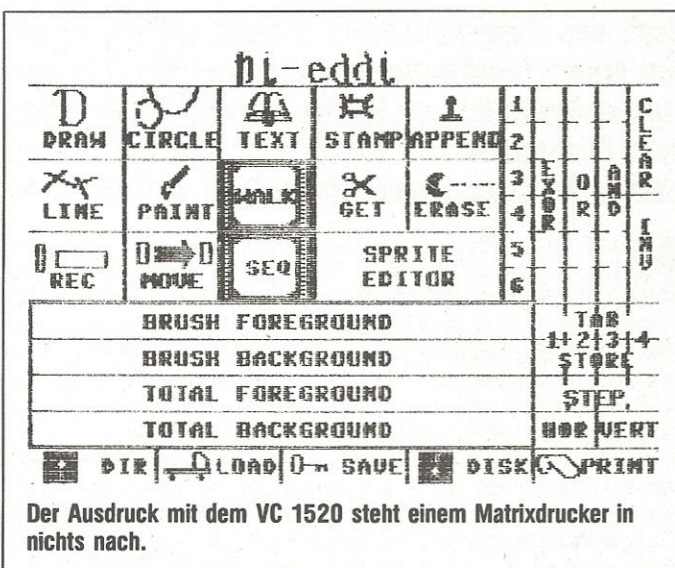 hi-eddi
DRAW CIRCLE TEXT STAMP APPEND
1
2
3
4
5
6
EXOR
OR
AND
CLEAR
INV
LINE PAINT WALK GET ERASE
REC MOVE SEQ SPRITE EDITOR
BRUSH FOREGROUND
BRUSH BACKGROUND
TOTAL FOREGROUND
TOTAL BACKGROUND
TAB
1 2 3 4
STORE
STEP
HOR VERT
DIR LOAD SAVE DISK PRINT
Der Ausdruck mit dem VC 1520 steht einem Matrixdrucker in
nichts nach.